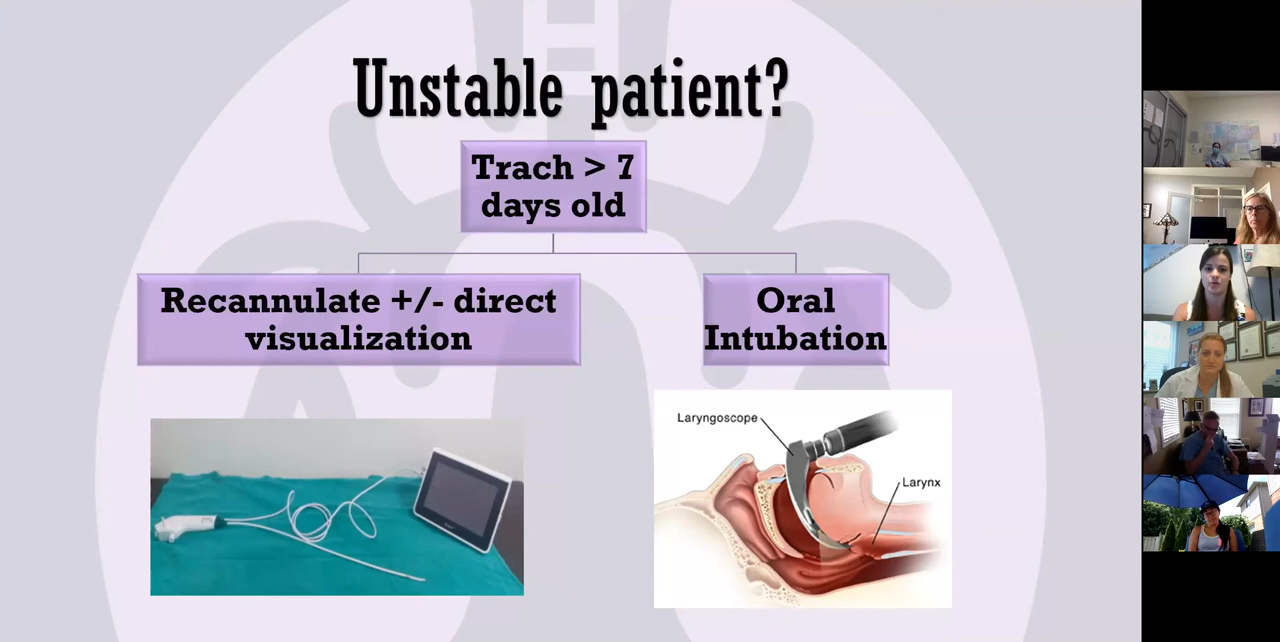 Unstable patient?
Trach > 7
days old
Recannulate +/- direct
visualization
Oral
Intubation
Laryngoscope
Larynx